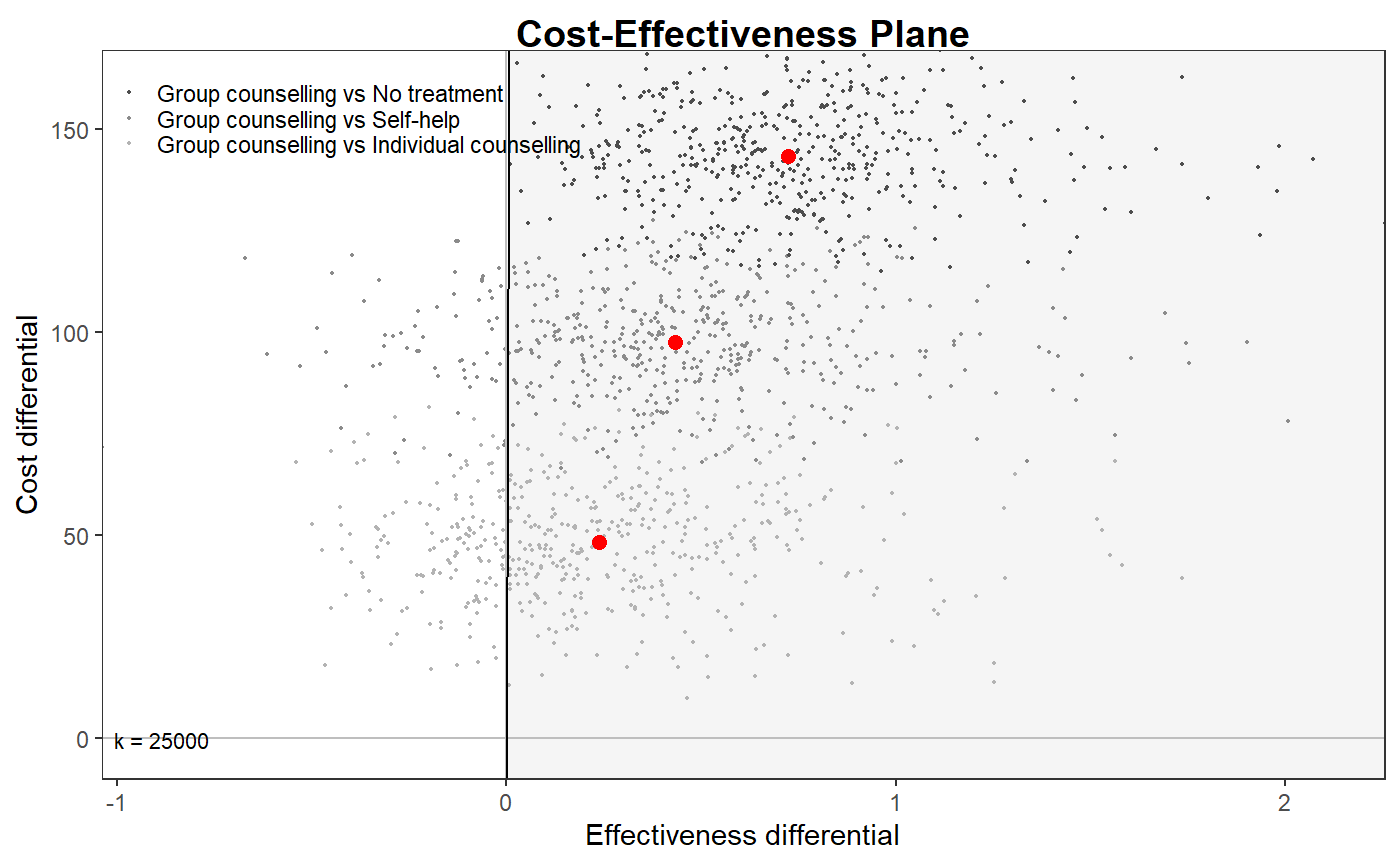 Cost-Effectiveness Plane
Group counselling vs No treatment
Group counselling vs Self-help
Group counselling vs Individual counselling
150
100
50
0
Cost differential
k = 25000
-1
0
1
2
Effectiveness differential